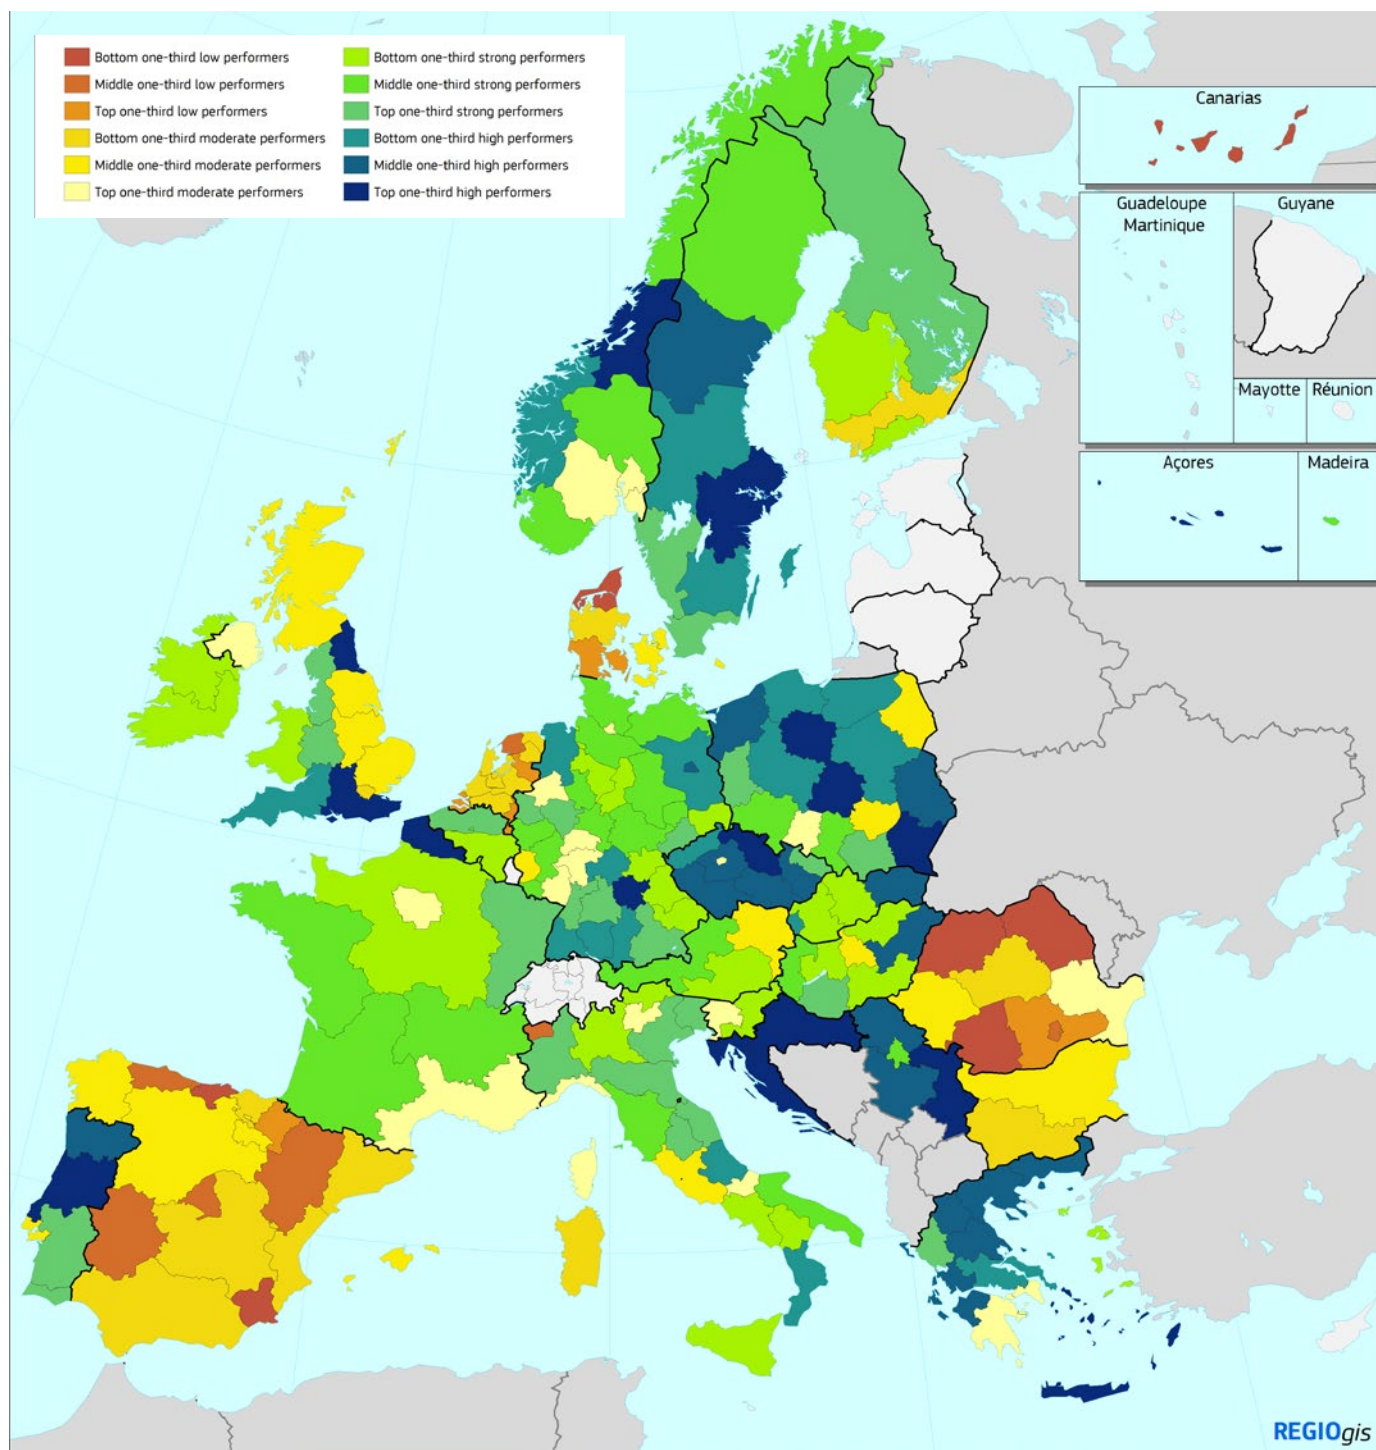 Bottom one-third low performers
Middle one-third low performers
Top one-third low performers
Bottom one-third moderate performers
Middle one-third moderate performers
Top one-third moderate performers
Bottom one-third strong performers
Middle one-third strong performers
Top one-third strong performers
Bottom one-third high performers
Middle one-third high performers
Top one-third high performers
Canarias
Guadeloupe
Martinique
Guyane
Mayotte
Réunion
Açores
Madeira
REGIOgis